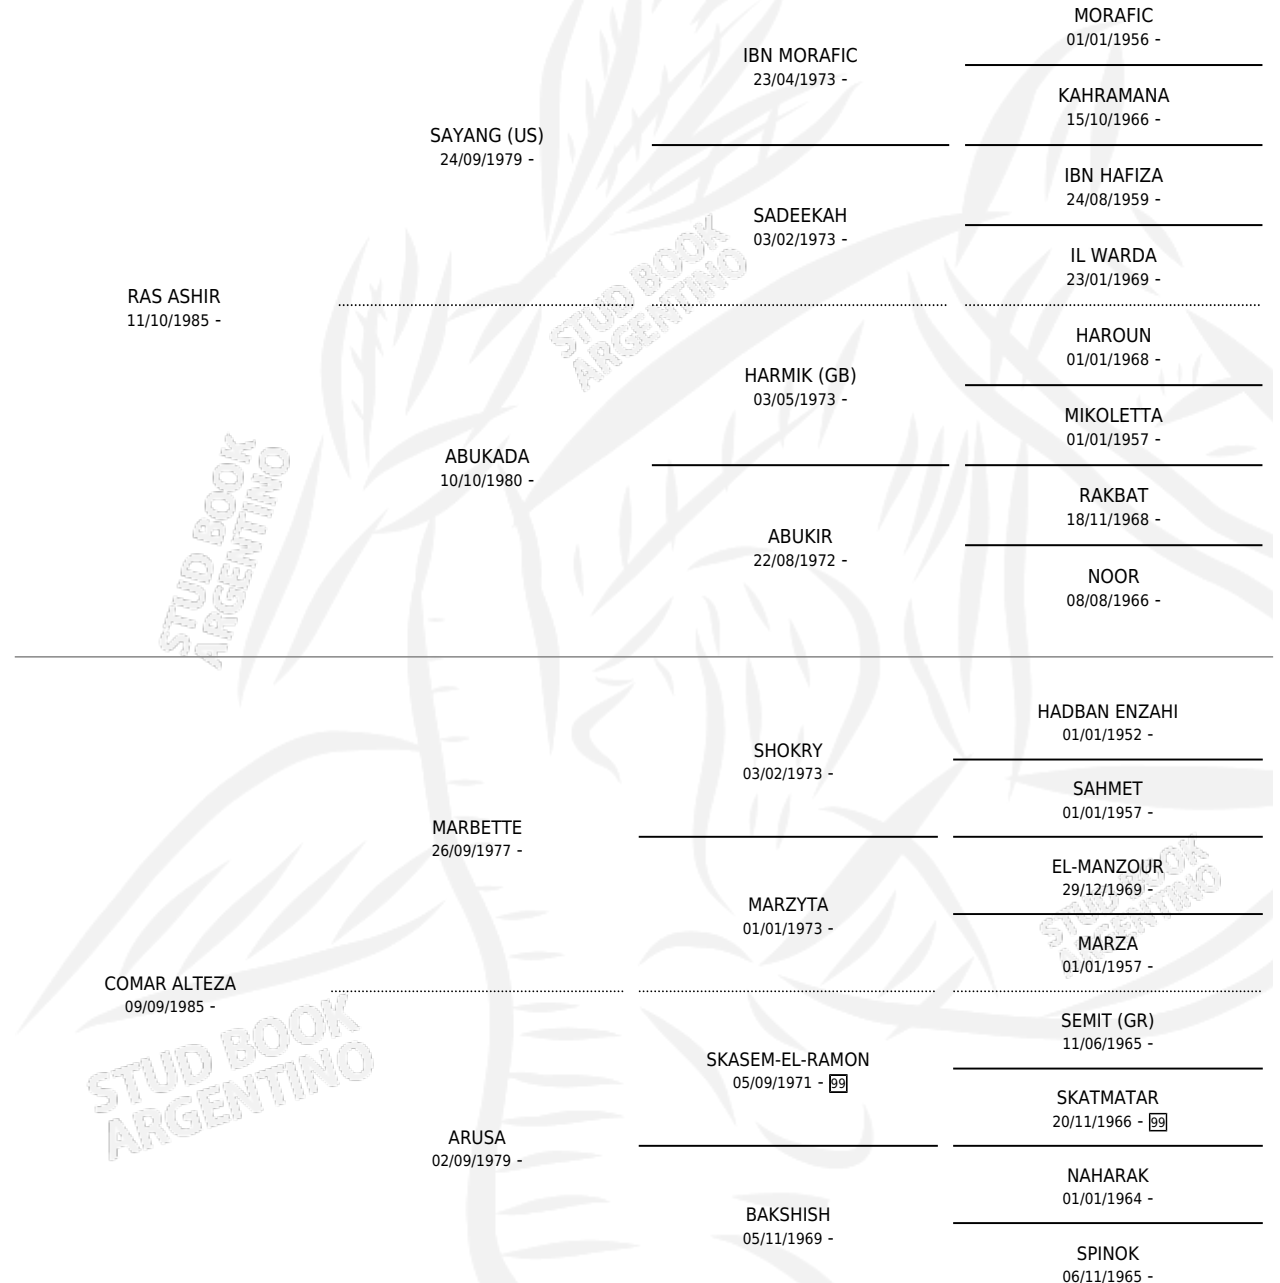 MORAFIC
01/01/1956 -
IBN MORAFIC
23/04/1973 -
KAHRAMANA
15/10/1966 -
SAYANG (US)
24/09/1979 -
IBN HAFIZA
24/08/1959 -
SADEEKAH
03/02/1973 -
IL WARDA
23/01/1969 -
RAS ASHIR
11/10/1985 -
HAROUN
01/01/1968 -
HARMIK (GB)
03/05/1973 -
MIKOLETTA
01/01/1957 -
ABUKADA
10/10/1980 -
RAKBAT
18/11/1968 -
ABUKIR
22/08/1972 -
NOOR
08/08/1966 -
HADBAN ENZAHI
01/01/1952 -
SHOKRY
03/02/1973 -
SAHMET
01/01/1957 -
MARBETTE
26/09/1977 -
EL-MANZOUR
29/12/1969 -
MARZYTA
01/01/1973 -
MARZA
01/01/1957 -
COMAR ALTEZA
09/09/1985 -
SEMIT (GR)
11/06/1965 -
SKASEM-EL-RAMON
05/09/1971 - 99
SKATMATAR
20/11/1966 - 99
ARUSA
02/09/1979 -
NAHARAK
01/01/1964 -
BAKSHISH
05/11/1969 -
SPINOK
06/11/1965 -
STUD BOOK
ARGENTINO
STUD BOOK
ARGENTINO
STUD BOOK
ARGENTINO
STUD BOOK
ARGENTINO